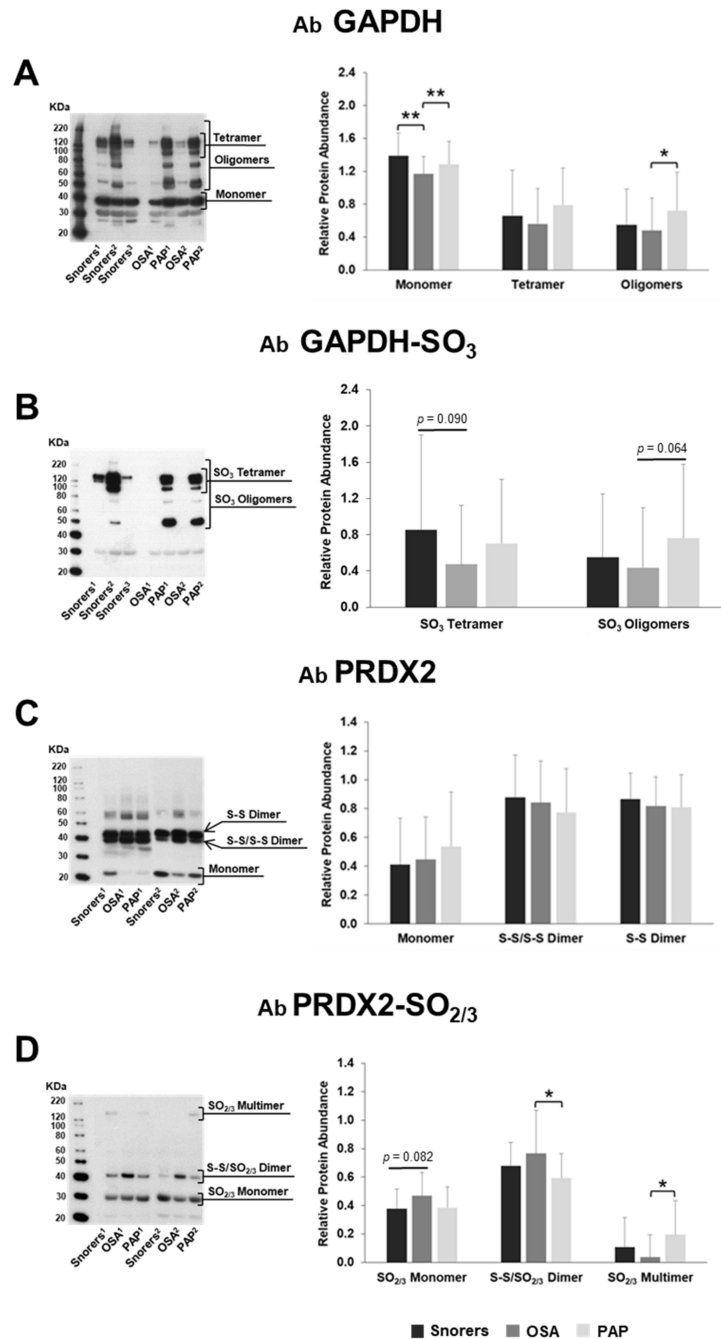 Ab GAPDH
A
KDa
220
120
100
80
60
50
40
30
20
Tetramer
Oligomers
Monomer
Snorers¹
Snorers²
Snorers³
OSA¹
PAP¹
OSA²
PAP²
Relative Protein Abundance
2.4
2.0
1.6
1.2
0.8
0.4
0.0
**
**
*
Monomer Tetramer Oligomers
Ab GAPDH-SO₃
B
KDa
220
120
100
80
60
50
40
30
20
SO₃ Tetramer
SO₃ Oligomers
Snorers¹
Snorers²
Snorers³
OSA¹
PAP¹
OSA²
PAP²
Relative Protein Abundance
2.4
2.0
1.6
1.2
0.8
0.4
0.0
p = 0.090
p = 0.064
SO₃ Tetramer SO₃ Oligomers
Ab PRDX2
C
KDa
220
120
100
80
60
50
40
30
20
S-S Dimer
S-S/S-S Dimer
Monomer
Snorers¹
OSA¹
PAP¹
Snorers²
OSA²
PAP²
Relative Protein Abundance
1.4
1.2
1.0
0.8
0.6
0.4
0.2
0.0
Monomer S-S/S-S Dimer S-S Dimer
Ab PRDX2-SO₂/₃
D
KDa
220
120
100
80
60
50
40
30
20
SO₂/₃ Multimer
S-S/SO₂/₃ Dimer
SO₂/₃ Monomer
Snorers¹
OSA¹
PAP¹
Snorers²
OSA²
PAP²
Relative Protein Abundance
1.4
1.2
1.0
0.8
0.6
0.4
0.2
0.0
p = 0.082
*
*
SO₂/₃ Monomer S-S/SO₂/₃ Dimer SO₂/₃ Multimer
Snorers OSA PAP